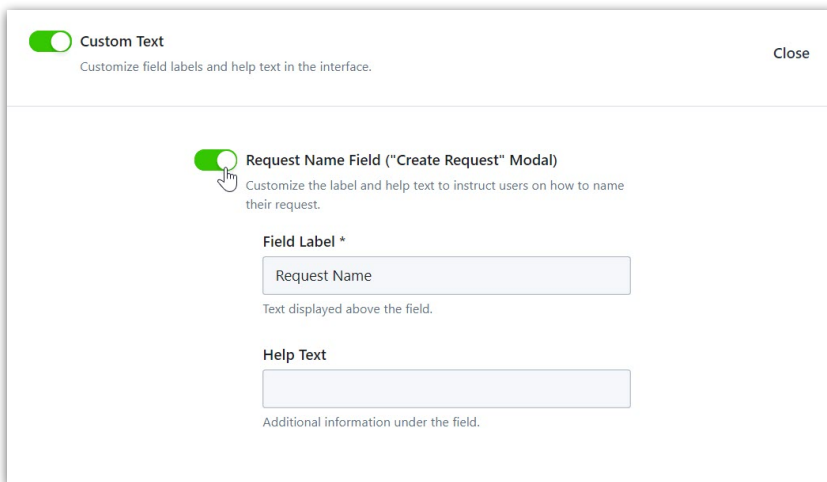 Custom Text
Customize field labels and help text in the interface.
Close
Request Name Field ("Create Request" Modal)
Customize the label and help text to instruct users on how to name
their request.
Field Label *
Request Name
Text displayed above the field.
Help Text
Additional information under the field.